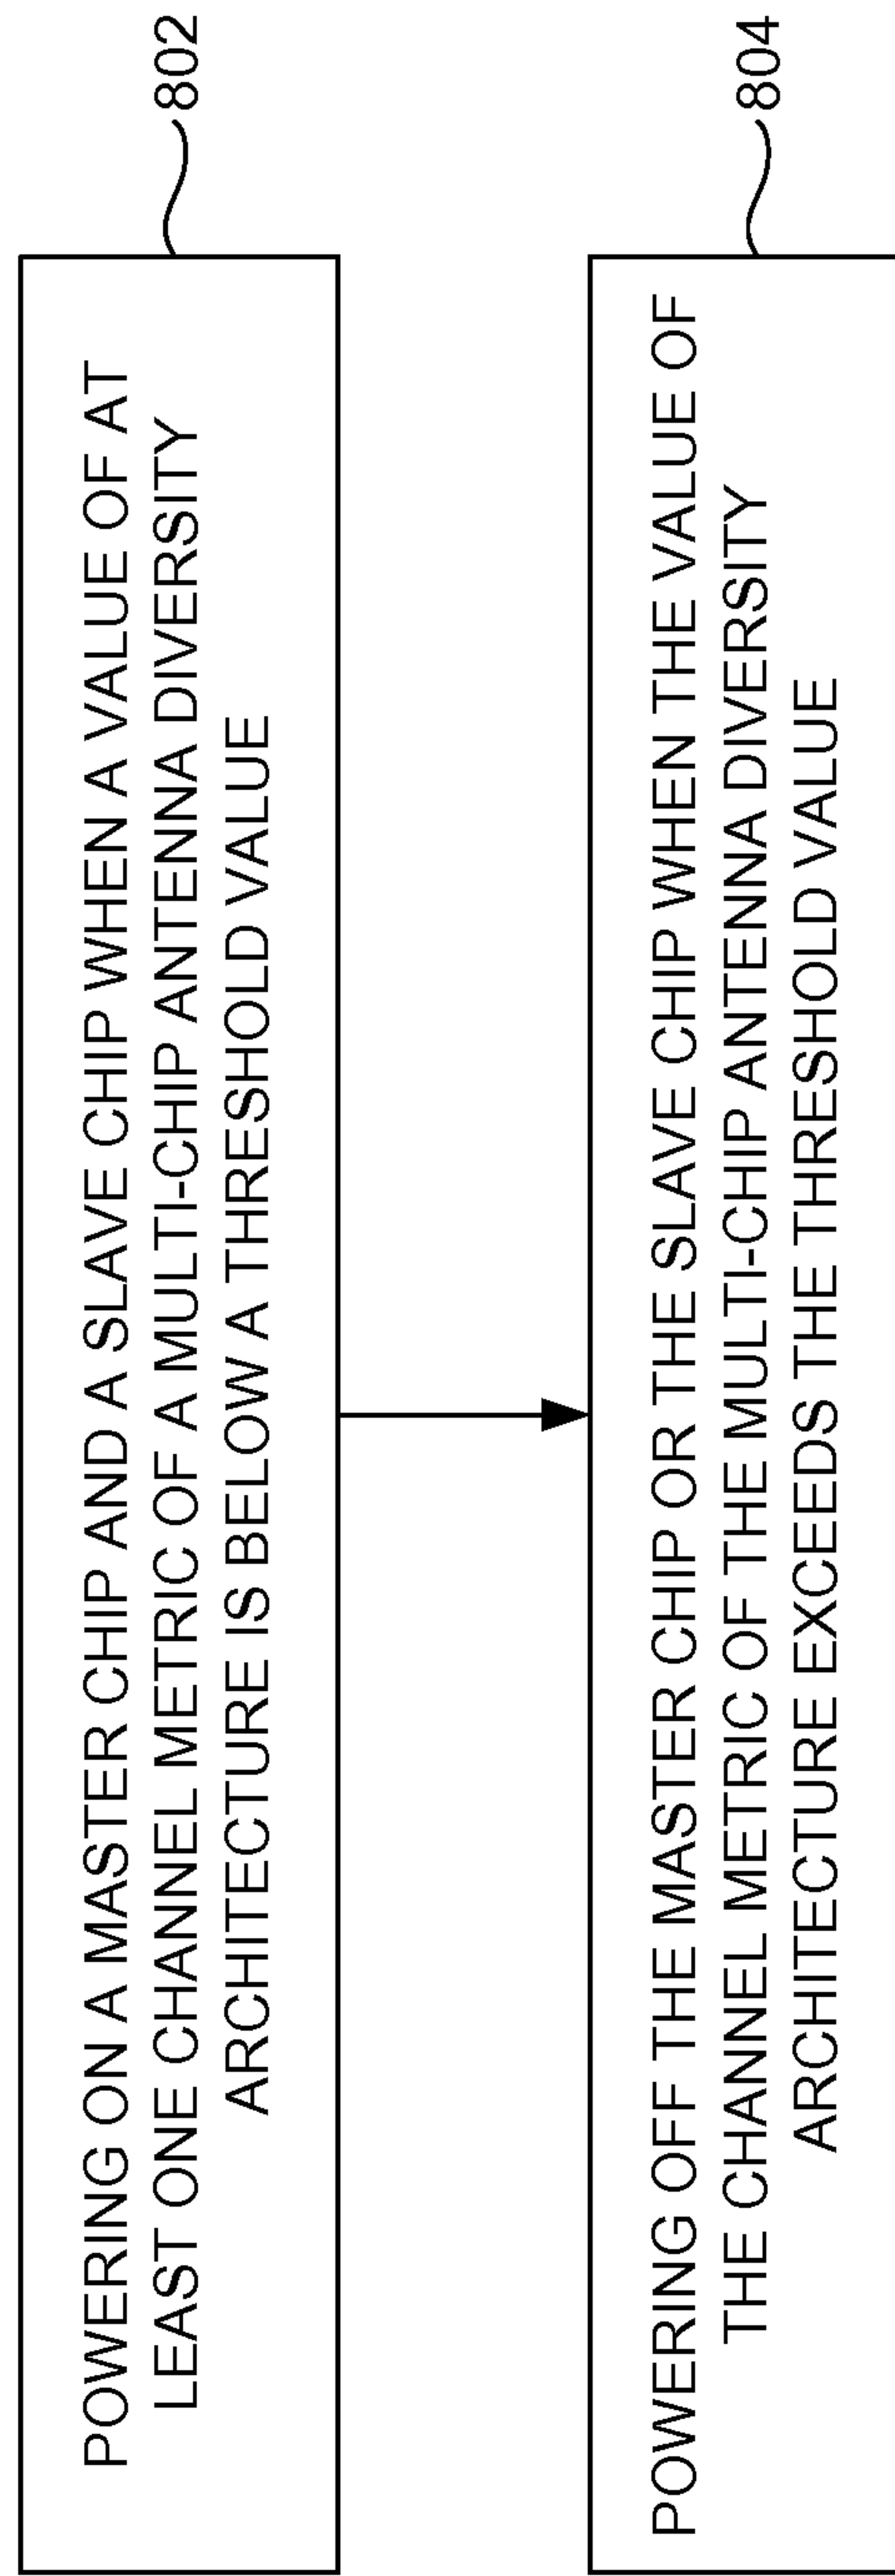 POWERING ON A MASTER CHIP AND A SLAVE CHIP WHEN A VALUE OF AT
LEAST ONE CHANNEL METRIC OF A MULTI-CHIP ANTENNA DIVERSITY
ARCHITECTURE IS BELOW A THRESHOLD VALUE
802
POWERING OFF THE MASTER CHIP OR THE SLAVE CHIP WHEN THE VALUE OF
THE CHANNEL METRIC OF THE MULTI-CHIP ANTENNA DIVERSITY
ARCHITECTURE EXCEEDS THE THRESHOLD VALUE
804